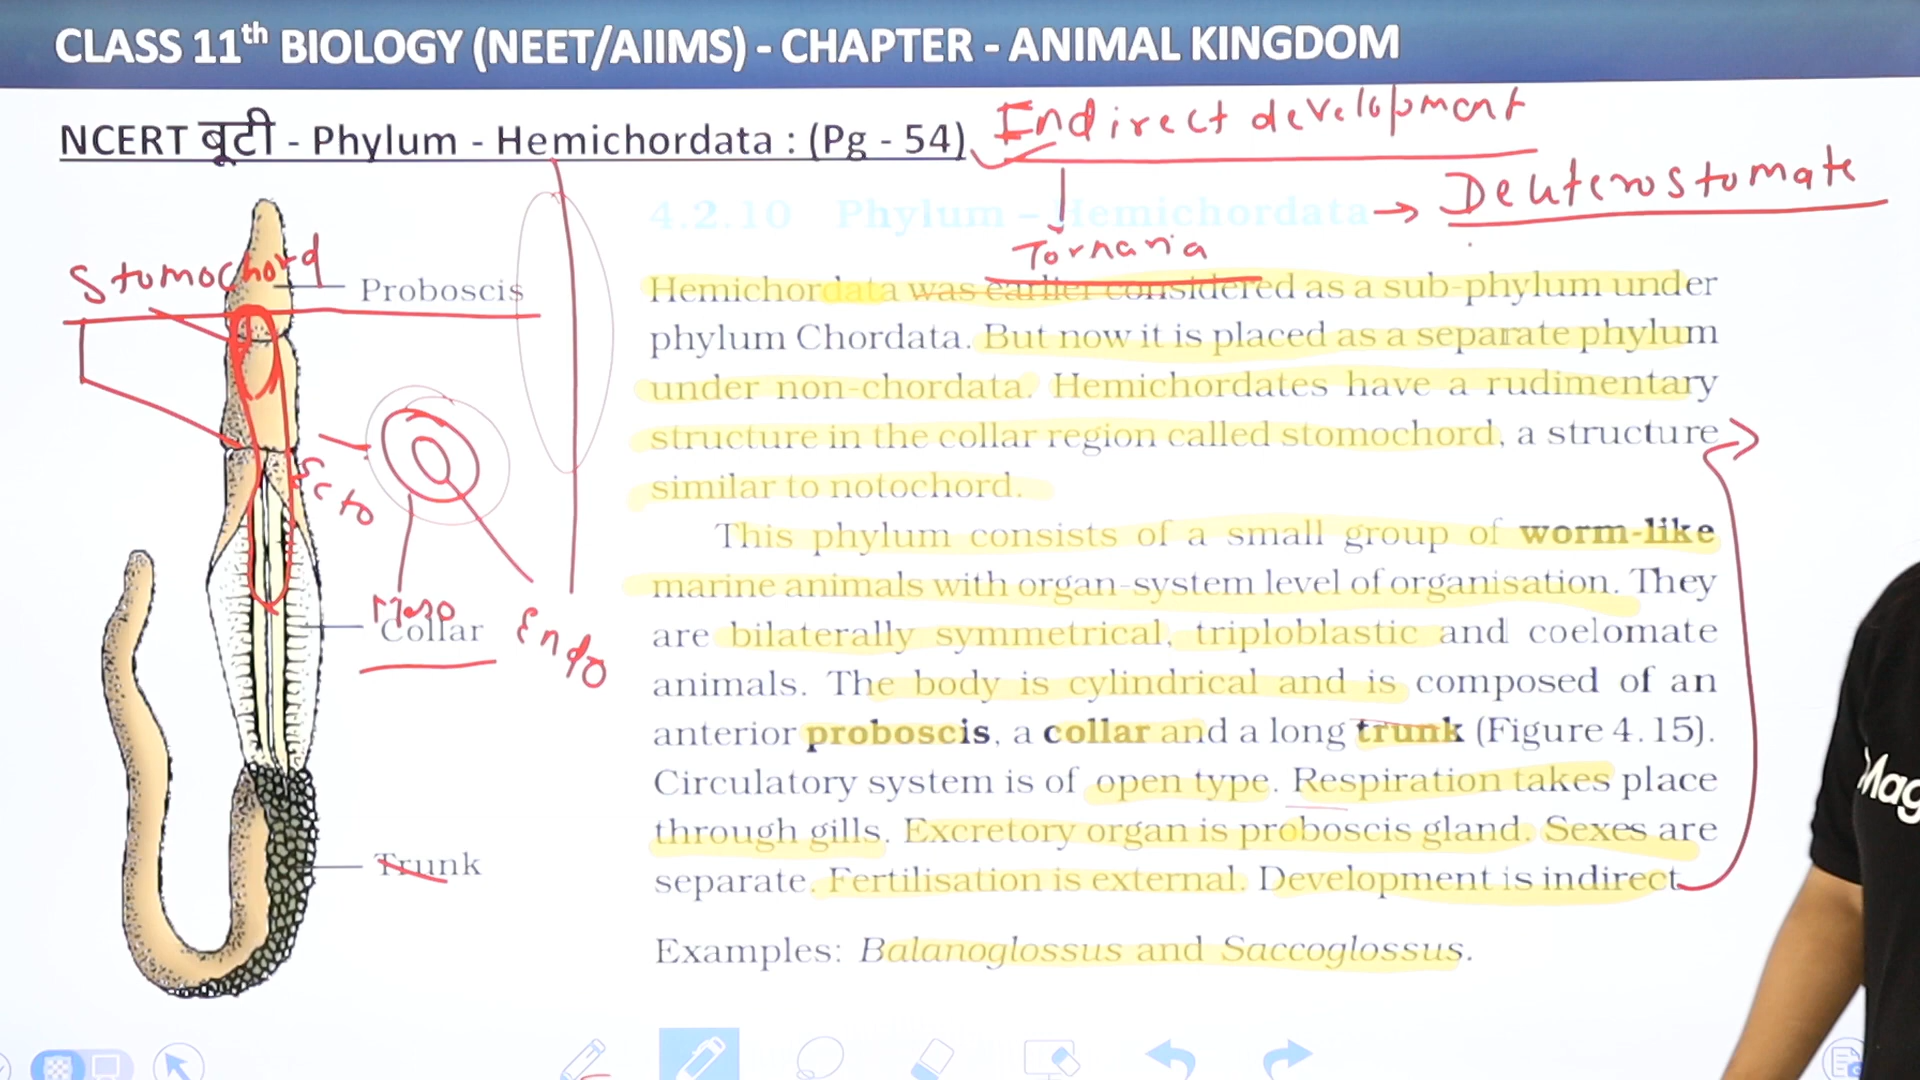 CLASS 11th BIOLOGY (NEET/AIIMS) - CHAPTER - ANIMAL KINGDOM
NCERT बूटी - Phylum - Hemichordata : (Pg - 54)
Indirect development
Deuterostomate
4.2.10 Phylum – Hemichordata
Tornaria
Stomochord
Proboscis
Ecto
Meso
Endo
Collar
Trunk
Hemichordata was earlier considered as a sub-phylum under
phylum Chordata. But now it is placed as a separate phylum
under non-chordata. Hemichordates have a rudimentary
structure in the collar region called stomochord, a structure
similar to notochord.
This phylum consists of a small group of worm-like
marine animals with organ-system level of organisation. They
are bilaterally symmetrical, triploblastic and coelomate
animals. The body is cylindrical and is composed of an
anterior proboscis, a collar and a long trunk (Figure 4.15).
Circulatory system is of open type. Respiration takes place
through gills. Excretory organ is proboscis gland. Sexes are
separate. Fertilisation is external. Development is indirect
Examples: Balanoglossus and Saccoglossus.
Mag